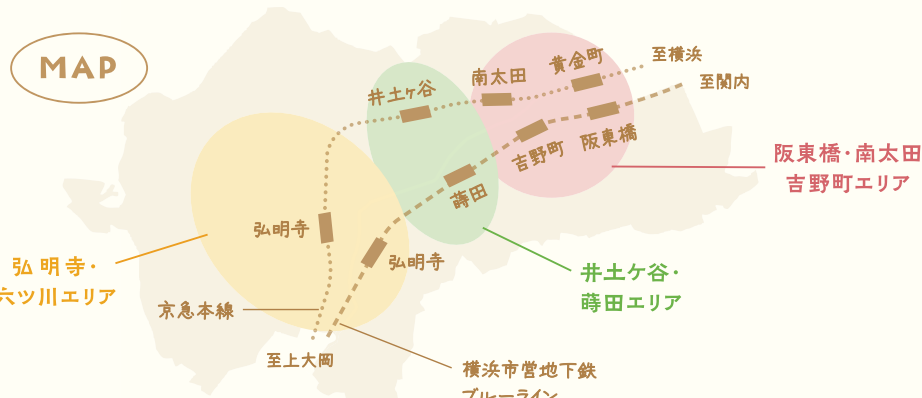 MAP
黄金町
至横浜
南太田
至関内
井土ヶ谷
阪東橋
吉野町
阪東橋・南太田
吉野町エリア
蒔田
弘明寺
弘明寺
弘明寺・
六ツ川エリア
井土ケ谷・
蒔田エリア
京急本線
至上大岡
横浜市営地下鉄
ブルーライン